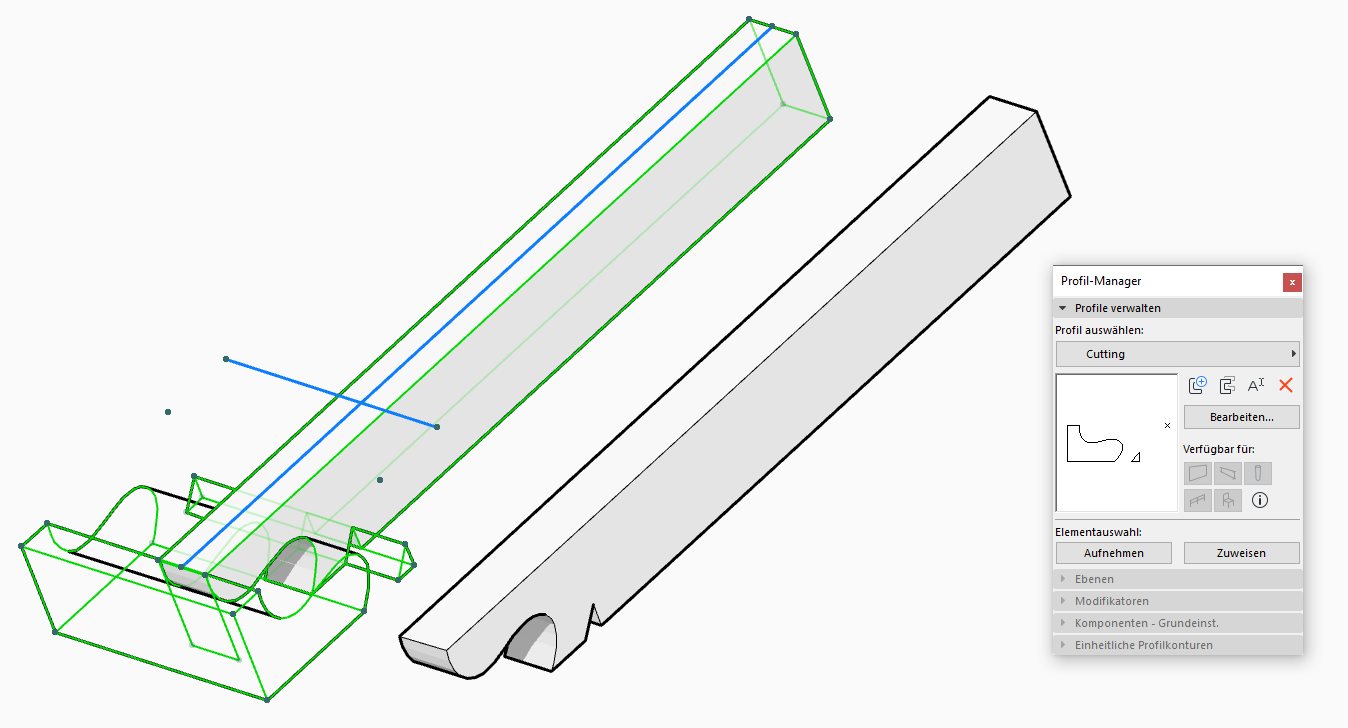 Profil-Manager
x
Profile verwalten
Profil auswählen:
Cutting
A
Bearbeiten...
Verfügbar für:
i
Elementauswahl:
Aufnehmen
Zuweisen
Ebenen
Modifikatoren
Komponenten - Grundeinst.
Einheitliche Profilkonturen